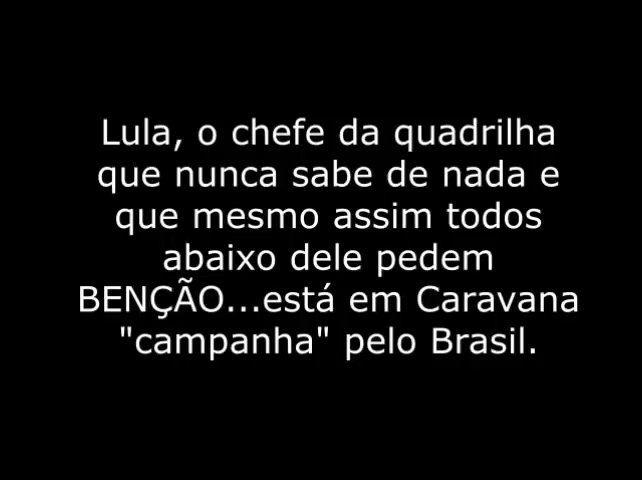 Lula, o chefe da quadrilha
que nunca sabe de nada e
que mesmo assim todos
abaixo dele pedem
BENÇÃO...está em Caravana
"campanha" pelo Brasil.